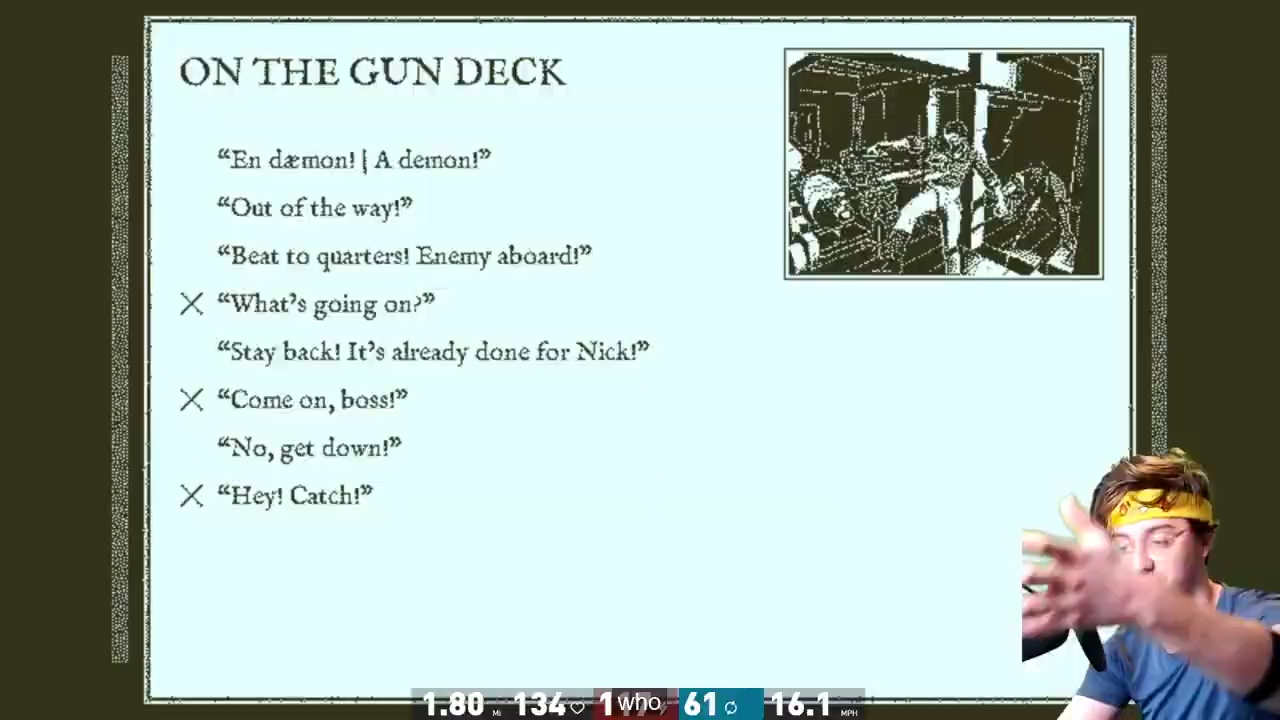 ON THE GUN DECK
“En dæmon! | A demon!”
“Out of the way!”
“Beat to quarters! Enemy aboard!”
“What's going on?”
“Stay back! It's already done for Nick!”
“Come on, boss!”
“No, get down!”
“Hey! Catch!”
1.80 MI 134 1 who 61 16.1 MPH